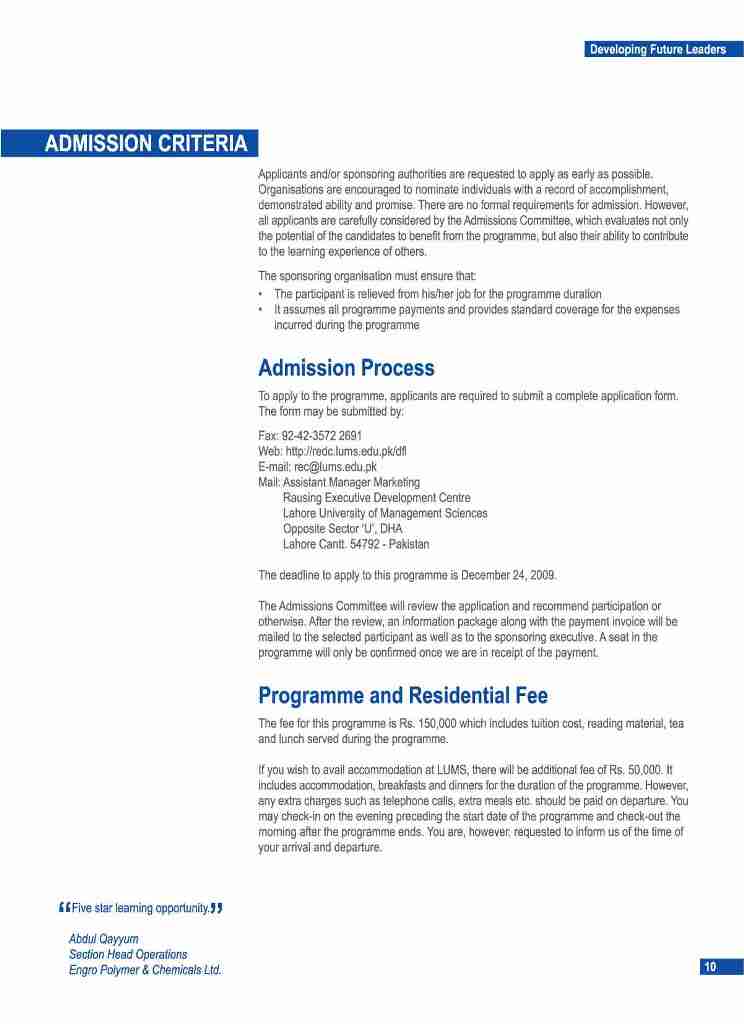 Developing Future Leaders
ADMISSION CRITERIA
Applicants and/or sponsoring authorities are requested to apply as early as possible.
Organisations are encouraged to nominate individuals with a record of accomplishment,
demonstrated ability and promise. There are no formal requirements for admission. However,
all applicants are carefully considered by the Admissions Committee, which evaluates not only
the potential of the candidates to benefit from the programme, but also their ability to contribute
to the learning experience of others.
The sponsoring organisation must ensure that:
• The participant is relieved from his/her job for the programme duration
• It assumes all programme payments and provides standard coverage for the expenses
incurred during the programme
Admission Process
To apply to the programme, applicants are required to submit a complete application form.
The form may be submitted by:
Fax: 92-42-3572 2691
Web: http://redc.lums.edu.pk/dfl
E-mail: rec@lums.edu.pk
Mail: Assistant Manager Marketing
Rausing Executive Development Centre
Lahore University of Management Sciences
Opposite Sector 'U', DHA
Lahore Cantt. 54792 - Pakistan
The deadline to apply to this programme is December 24, 2009.
The Admissions Committee will review the application and recommend participation or
otherwise. After the review, an information package along with the payment invoice will be
mailed to the selected participant as well as to the sponsoring executive. A seat in the
programme will only be confirmed once we are in receipt of the payment.
Programme and Residential Fee
The fee for this programme is Rs. 150,000 which includes tuition cost, reading material, tea
and lunch served during the programme.
If you wish to avail accommodation at LUMS, there will be additional fee of Rs. 50,000. It
includes accommodation, breakfasts and dinners for the duration of the programme. However,
any extra charges such as telephone calls, extra meals etc. should be paid on departure. You
may check-in on the evening preceding the start date of the programme and check-out the
morning after the programme ends. You are, however, requested to inform us of the time of
your arrival and departure.
“Five star learning opportunity.”
Abdul Qayyum
Section Head Operations
Engro Polymer & Chemicals Ltd.
10